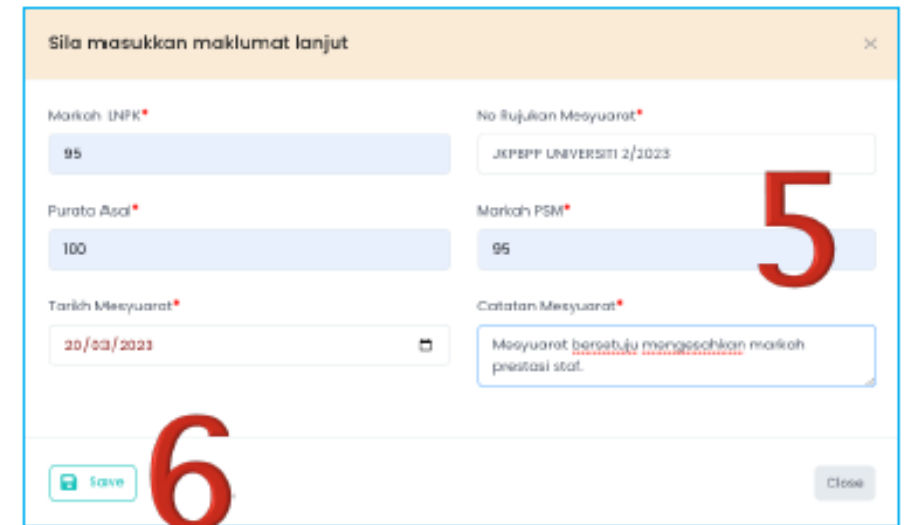 Sila masukkan maklumat lanjut ×
Markah LNPK* No Rujukan Mesyuarat*
95 JKPBPP UNIVERSITI 2/2023
5
Purata Asal* Markah PSM*
100 95
Tarikh Mesyuarat* Catatan Mesyuarat*
20/03/2023 Mesyuarat bersetuju mengesahkan markah
prestasi staf.
6
Save Close